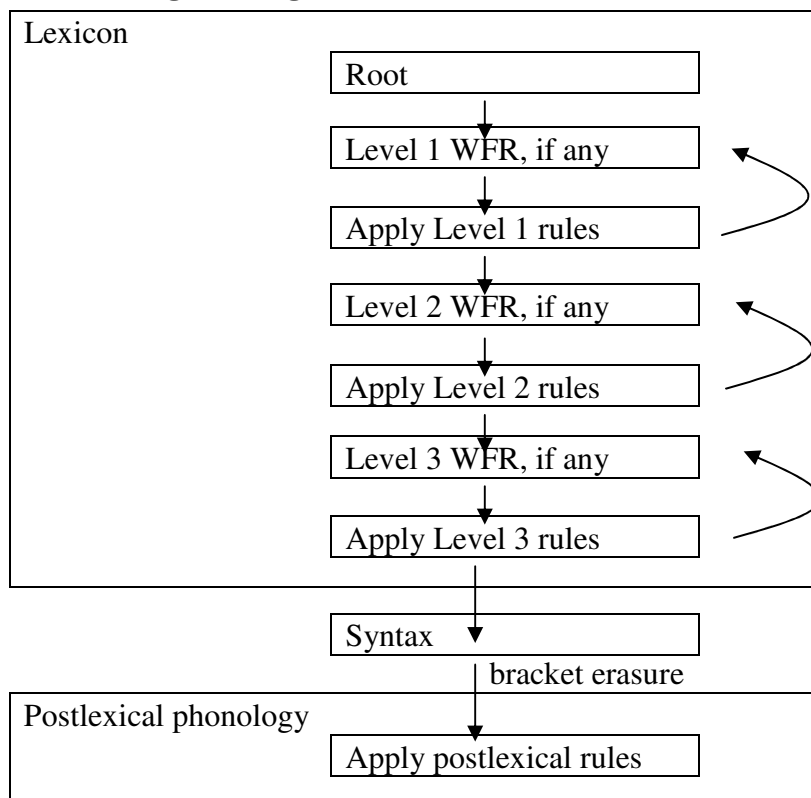 Lexicon
Root
Level 1 WFR, if any
Apply Level 1 rules
Level 2 WFR, if any
Apply Level 2 rules
Level 3 WFR, if any
Apply Level 3 rules
Syntax
bracket erasure
Postlexical phonology
Apply postlexical rules